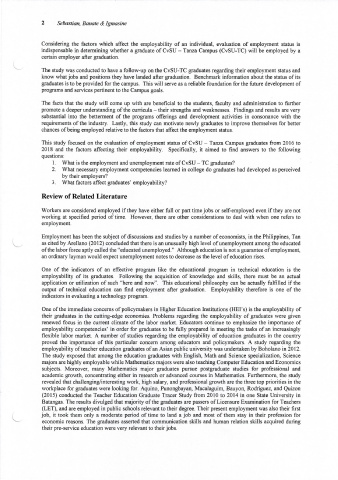 2 Sebastian, Banate & Ignacio
Considering the factors which affect the employability of an individual, evaluation of employment status is
indispensable in determining whether a graduate of CvSU – Tanza Campus (CvSU-TC) will be employed by a
certain employer after graduation.
The study was conducted to have a follow-up on the CvSU-TC graduates regarding their employment status and
know what jobs and positions they have landed after graduation. Benchmark information about the status of its
graduates is to be provided for the campus. This will serve as a reliable foundation for the future development of
programs and services pertinent to the Campus goals.
The facts that the study will come up with are beneficial to the students, faculty and administration to further
promote a deeper understanding of the curricula – their strengths and weaknesses. Findings and results are very
substantial into the betterment of the programs offerings and development activities in consonance with the
requirements of the industry. Lastly, this study can motivate newly graduates to improve themselves for better
chances of being employed relative to the factors that affect the employment status.
This study focused on the evaluation of employment status of CvSU – Tanza Campus graduates from 2016 to
2018 and the factors affecting their employability. Specifically, it aimed to find answers to the following
questions:
1. What is the employment and unemployment rate of CvSU – TC graduates?
2. What necessary employment competencies learned in college do graduates had developed as perceived
by their employers?
3. What factors affect graduates' employability?
Review of Related Literature
Workers are considered employed if they have either full or part time jobs or self-employed even if they are not
working at specified period of time. However, there are other considerations to deal with when one refers to
employment.
Employment has been the subject of discussions and studies by a number of economists, in the Philippines, Tan
as cited by Arellano (2012) concluded that there is an unusually high level of unemployment among the educated
of the labor force aptly called the "educated unemployed." Although education is not a guarantee of employment,
an ordinary layman would expect unemployment notes to decrease as the level of education rises.
One of the indicators of an effective program like the educational program in technical education is the
employability of its graduates. Following the acquisition of knowledge and skills, there must be an actual
application or utilization of such "here and now". This educational philosophy can be actually fulfilled if the
output of technical education can find employment after graduation. Employability therefore is one of the
indicators in evaluating a technology program.
One of the immediate concerns of policymakers in Higher Education Institutions (HEI's) is the employability of
their graduates in the cutting-edge economies. Problems regarding the employability of graduates were given
renewed focus in the current climate of the labor market. Educators continue to emphasize the importance of
employability competencies' in order for graduates to be fully prepared in meeting the tasks of an increasingly
flexible labor market. A number of studies regarding the employability of education graduates in the country
proved the importance of this particular concern among educators and policymakers. A study regarding the
employability of teacher education graduates of an Asian public university was undertaken by Boholano in 2012.
The study exposed that among the education graduates with English, Math and Science specialization, Science
majors are highly employable while Mathematics majors were also teaching Computer Education and Economics
subjects. Moreover, many Mathematics major graduates pursue postgraduate studies for professional and
academic growth, concentrating either in research or advanced courses in Mathematics. Furthermore, the study
revealed that challenging/interesting work, high salary, and professional growth are the three top priorities in the
workplace for graduates were looking for. Aquino, Punongbayan, Macalaguim, Bauyon, Rodriguez, and Quizon
(2015) conducted the Teacher Education Graduate Tracer Study from 2010 to 2014 in one State University in
Batangas. The results divulged that majority of the graduates are passers of Licensure Examination for Teachers
(LET), and are employed in public schools relevant to their degree. Their present employment was also their first
job, it took them only a moderate period of time to land a job and most of them stay in their profession for
economic reasons. The graduates asserted that communication skills and human relation skills acquired during
their pre-service education were very relevant to their jobs.